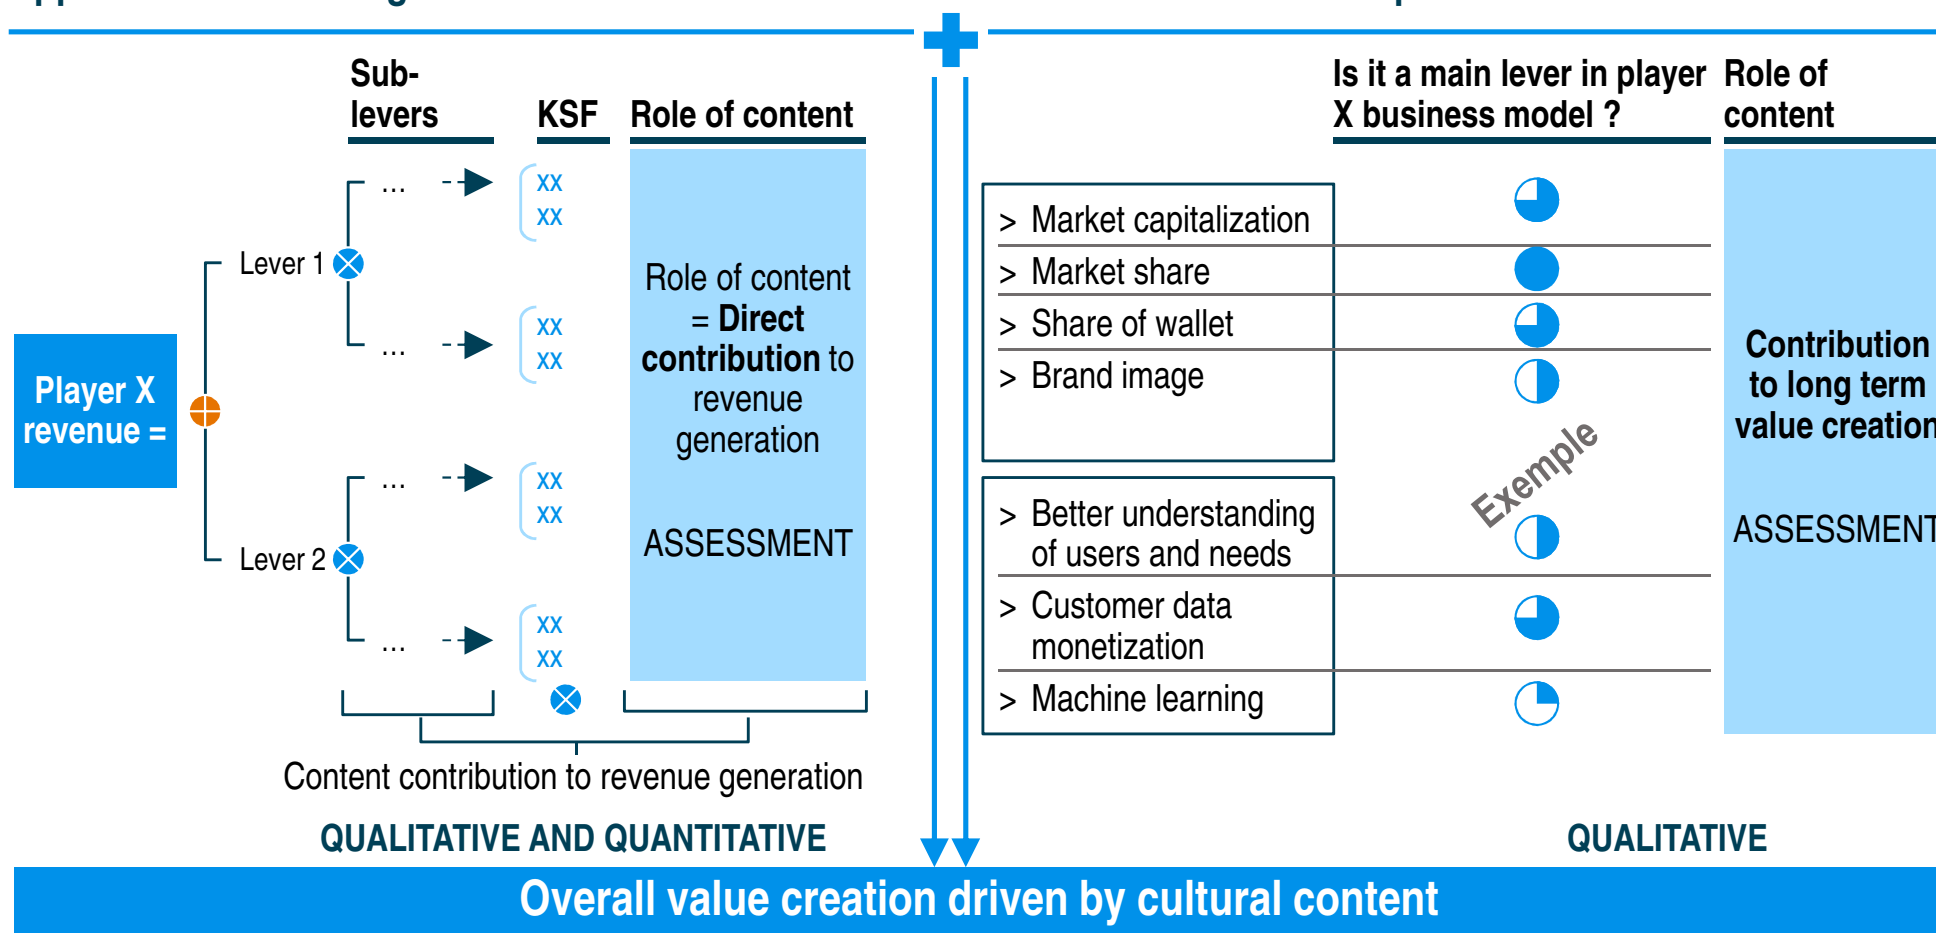 Sub-
levers
KSF
Role of content
...
xx
xx
Lever 1
...
xx
xx
Player X
revenue =
Role of content
= Direct
contribution to
revenue
generation
ASSESSMENT
...
xx
xx
Lever 2
...
xx
xx
Content contribution to revenue generation
QUALITATIVE AND QUANTITATIVE
Is it a main lever in player
X business model ?
Role of
content
> Market capitalization
> Market share
> Share of wallet
> Brand image
Exemple
> Better understanding
of users and needs
> Customer data
monetization
> Machine learning
Contribution
to long term
value creation
ASSESSMENT
QUALITATIVE
Overall value creation driven by cultural content